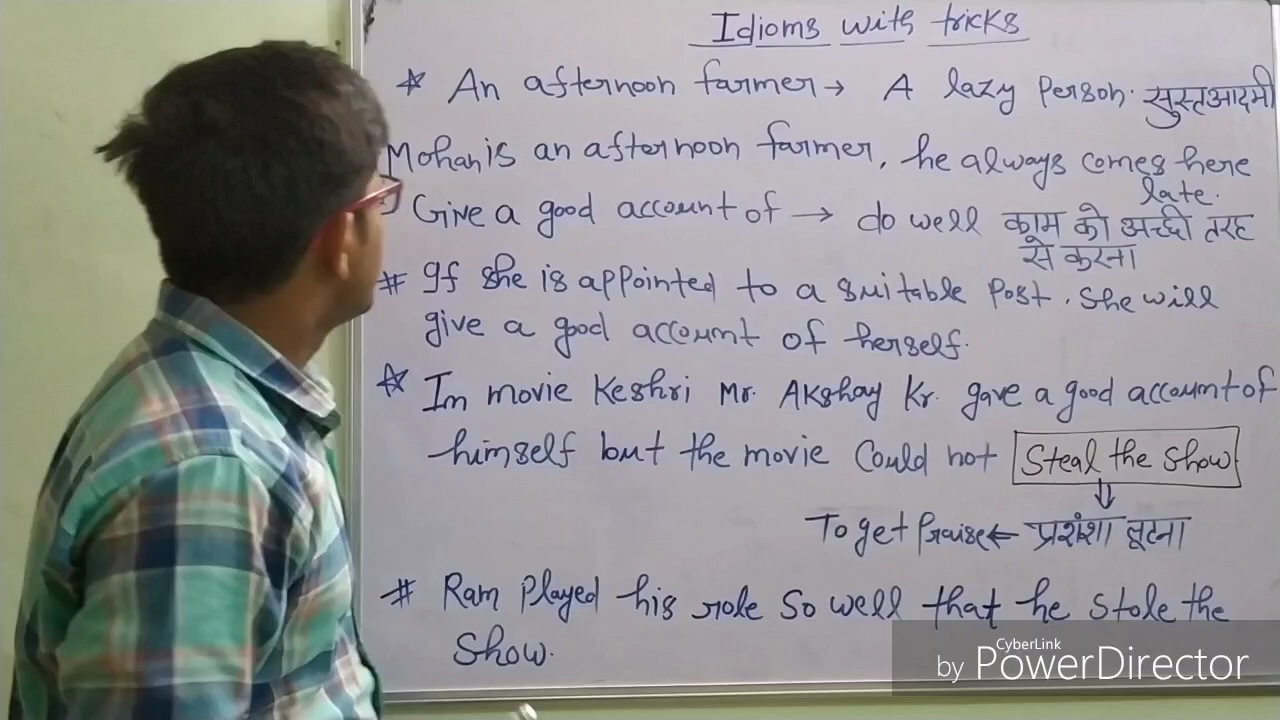 Idioms with tricks
* An afternoon farmer → A lazy Person. सुस्तआदमी
Mohan is an afternoon farmer, he always comes here
late.
Give a good account of → do well काम को अच्छी तरह
से करना
# If she is appointed to a suitable Post. She will
give a good account of herself.
☆ In movie Keshri Mr. Akshay Kr. gave a good account of
himself but the movie Could not Steal the Show
⇓
To get Praise ← प्रशंशा लूटना
# Ram Played his role So well that he Stole the
Show.
CyberLink
by PowerDirector